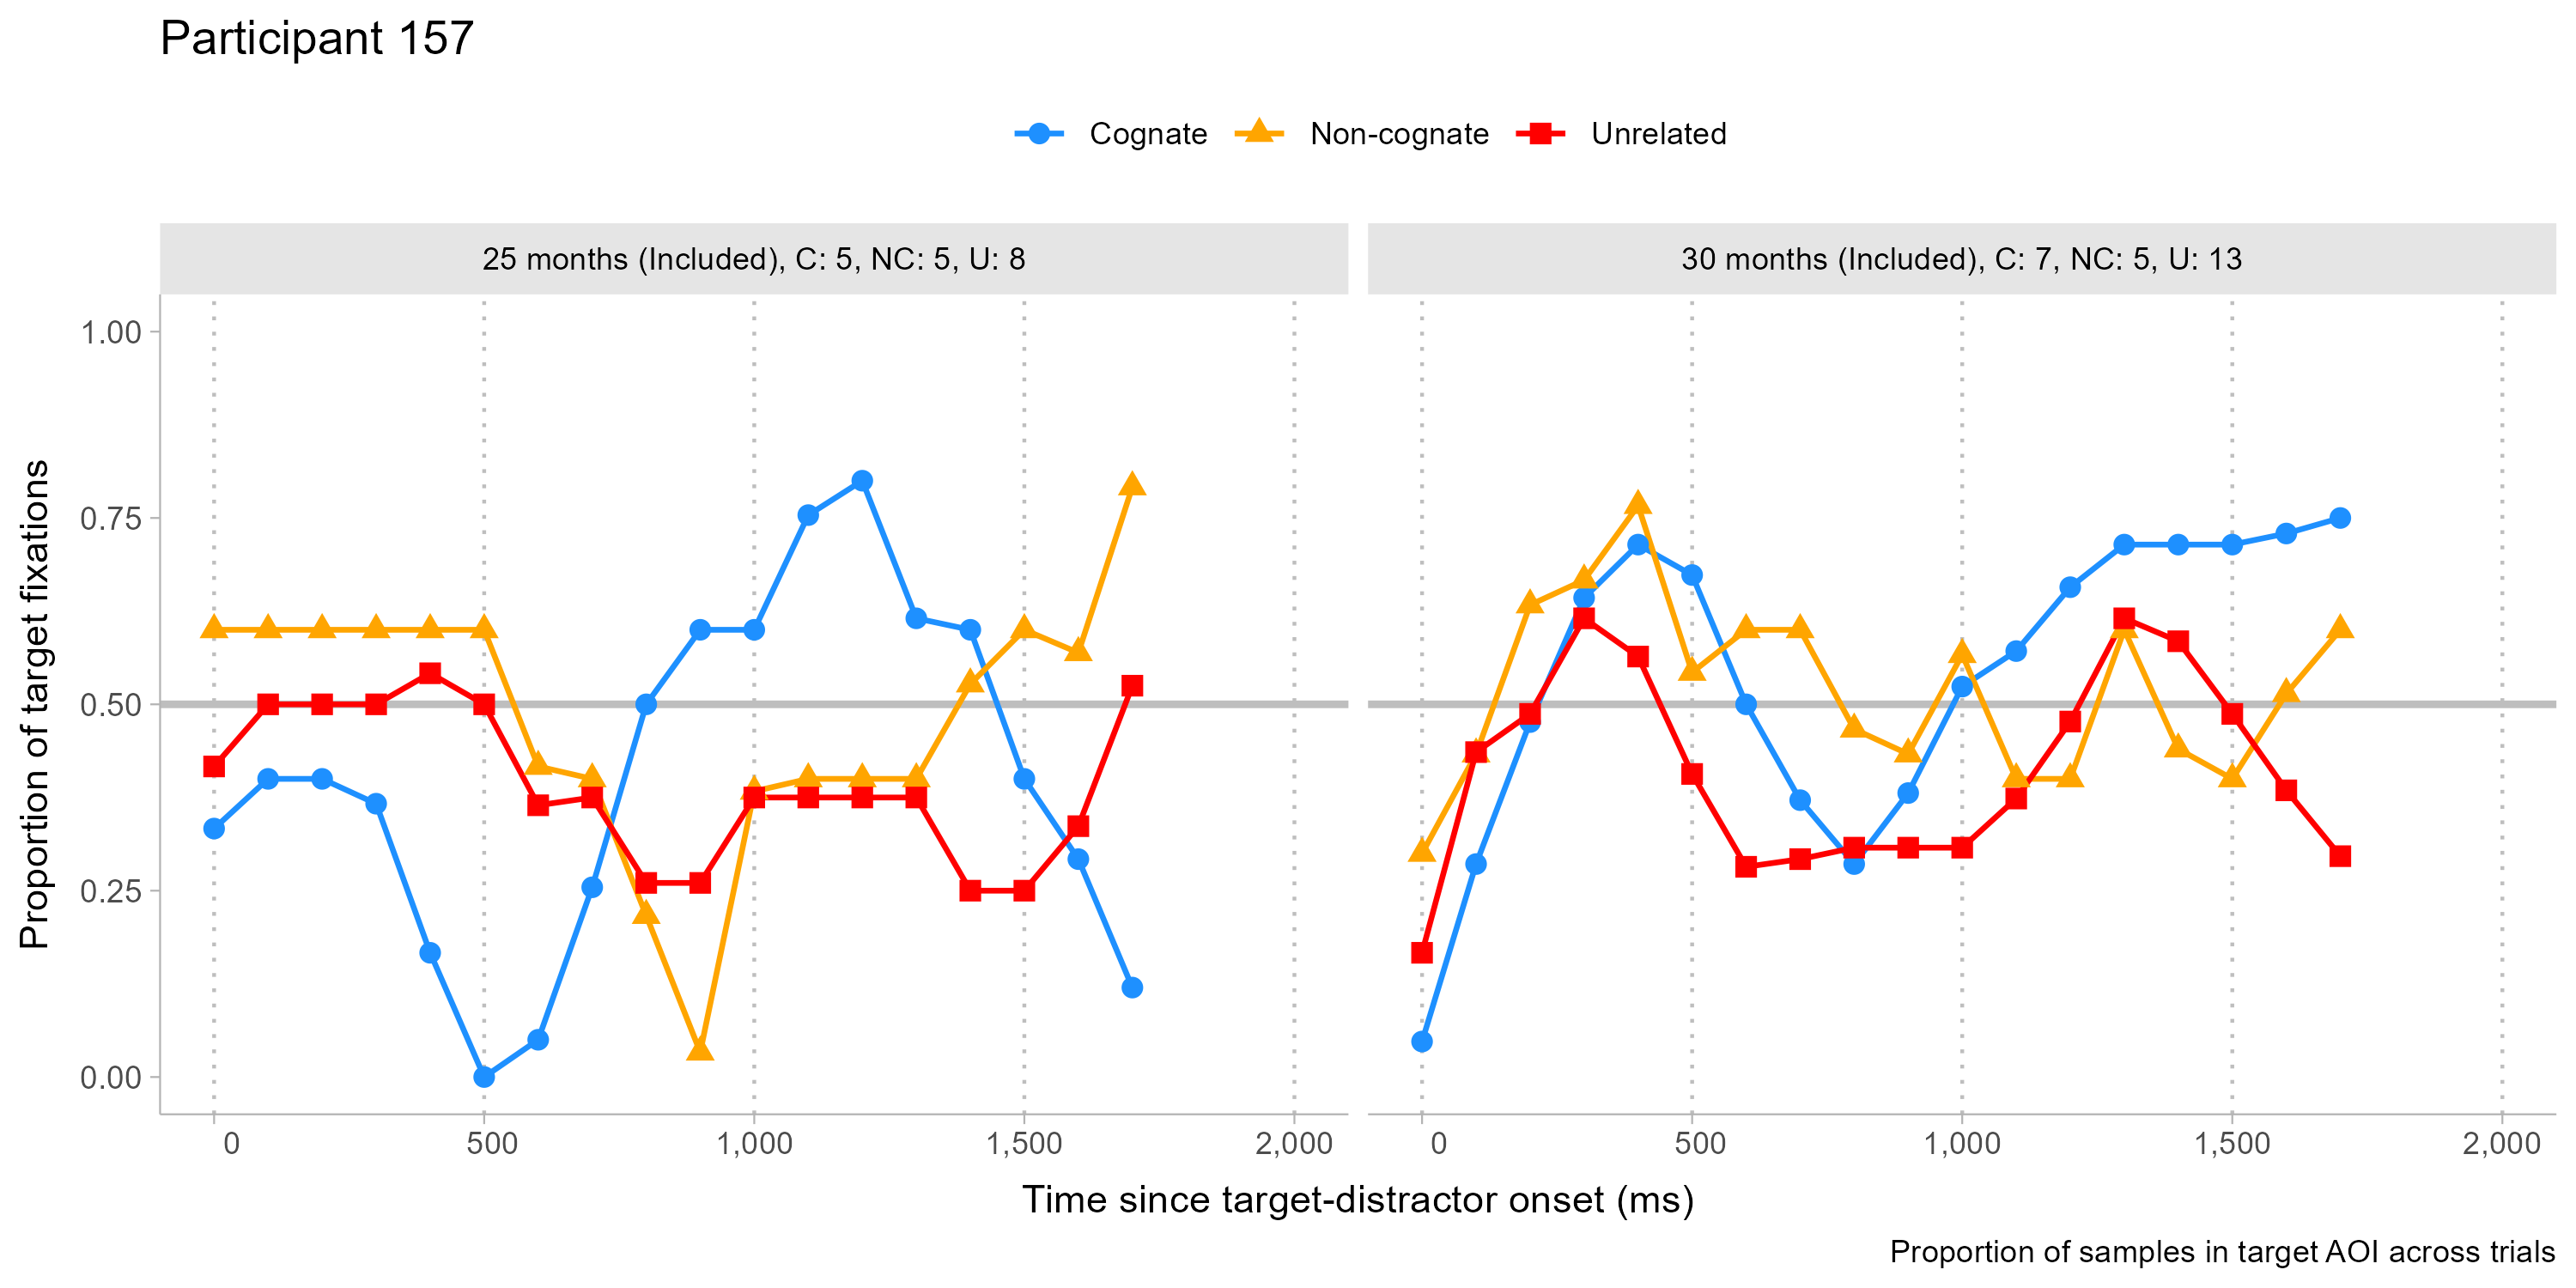 Participant 157
Cognate Non-cognate Unrelated
25 months (Included), C: 5, NC: 5, U: 8
30 months (Included), C: 7, NC: 5, U: 13
Proportion of target fixations
1.00
0.75
0.50
0.25
0.00
0 500 1,000 1,500 2,000
0 500 1,000 1,500 2,000
Time since target-distractor onset (ms)
Proportion of samples in target AOI across trials